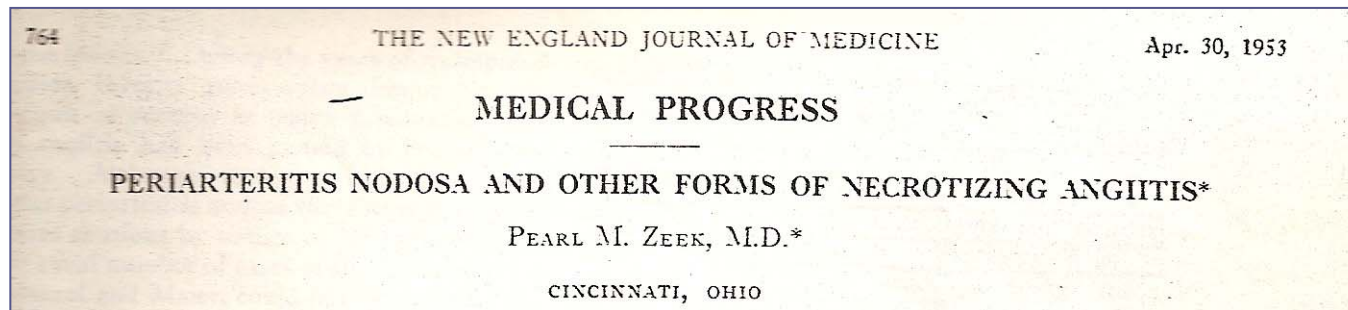 764 THE NEW ENGLAND JOURNAL OF MEDICINE Apr. 30, 1953
MEDICAL PROGRESS
PERIARTERITIS NODOSA AND OTHER FORMS OF NECROTIZING ANGIITIS*
PEARL M. ZEEK, M.D.*
CINCINNATI, OHIO